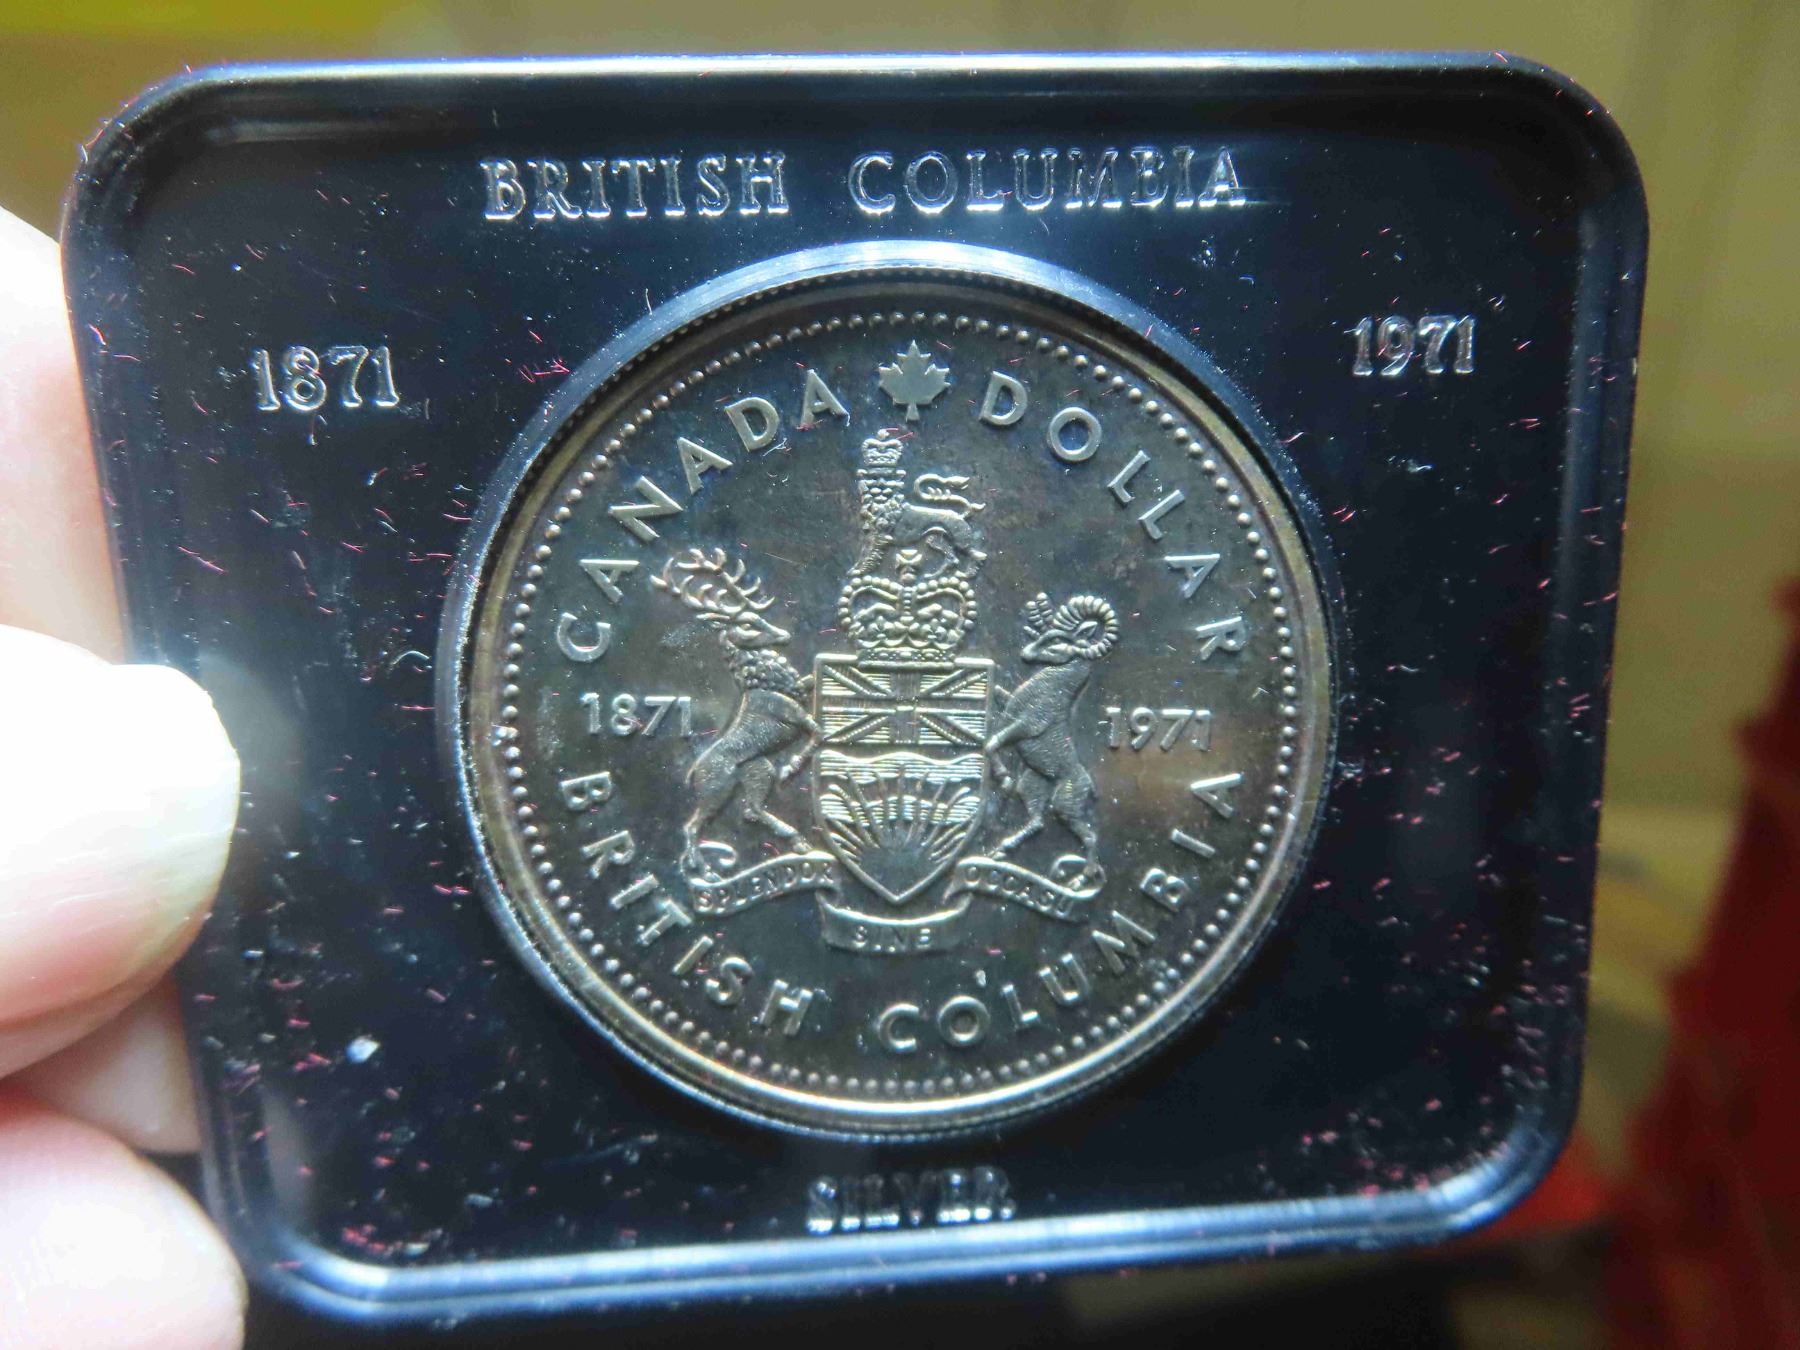 BRITISH COLUMBIA
1871
1971
CANADA DOLLAR
1871
1971
SPLENDOR SINE OCCASU
BRITISH COLUMBIA
SILVER